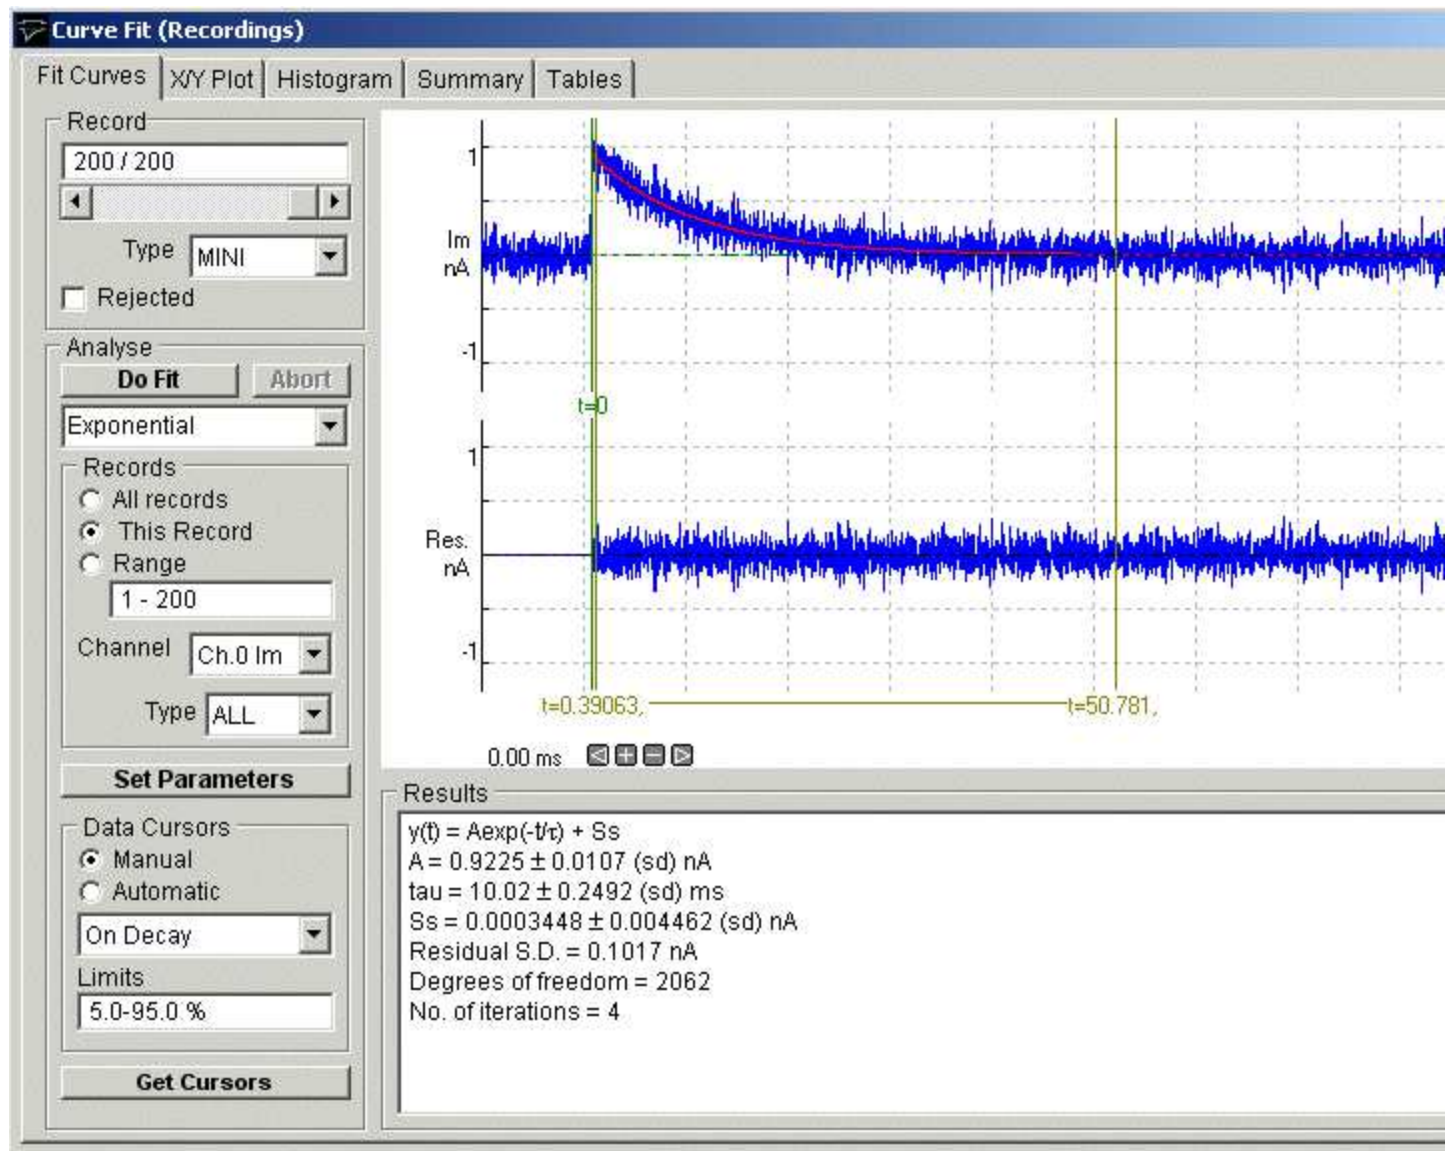 Curve Fit (Recordings)
Fit Curves X/Y Plot Histogram Summary Tables
Record
200 / 200
Type MINI
Rejected
Analyse
Do Fit Abort
Exponential
Records
All records
This Record
Range
1 - 200
Channel Ch.0 Im
Type ALL
Set Parameters
Data Cursors
Manual
Automatic
On Decay
Limits
5.0-95.0 %
Get Cursors
1
Im
nA
-1
t=0
1
Res.
nA
-1
t=0.39063, t=50.781,
0.00 ms
Results
y(t) = Aexp(-t/τ) + Ss
A = 0.9225 ± 0.0107 (sd) nA
tau = 10.02 ± 0.2492 (sd) ms
Ss = 0.0003448 ± 0.004462 (sd) nA
Residual S.D. = 0.1017 nA
Degrees of freedom = 2062
No. of iterations = 4